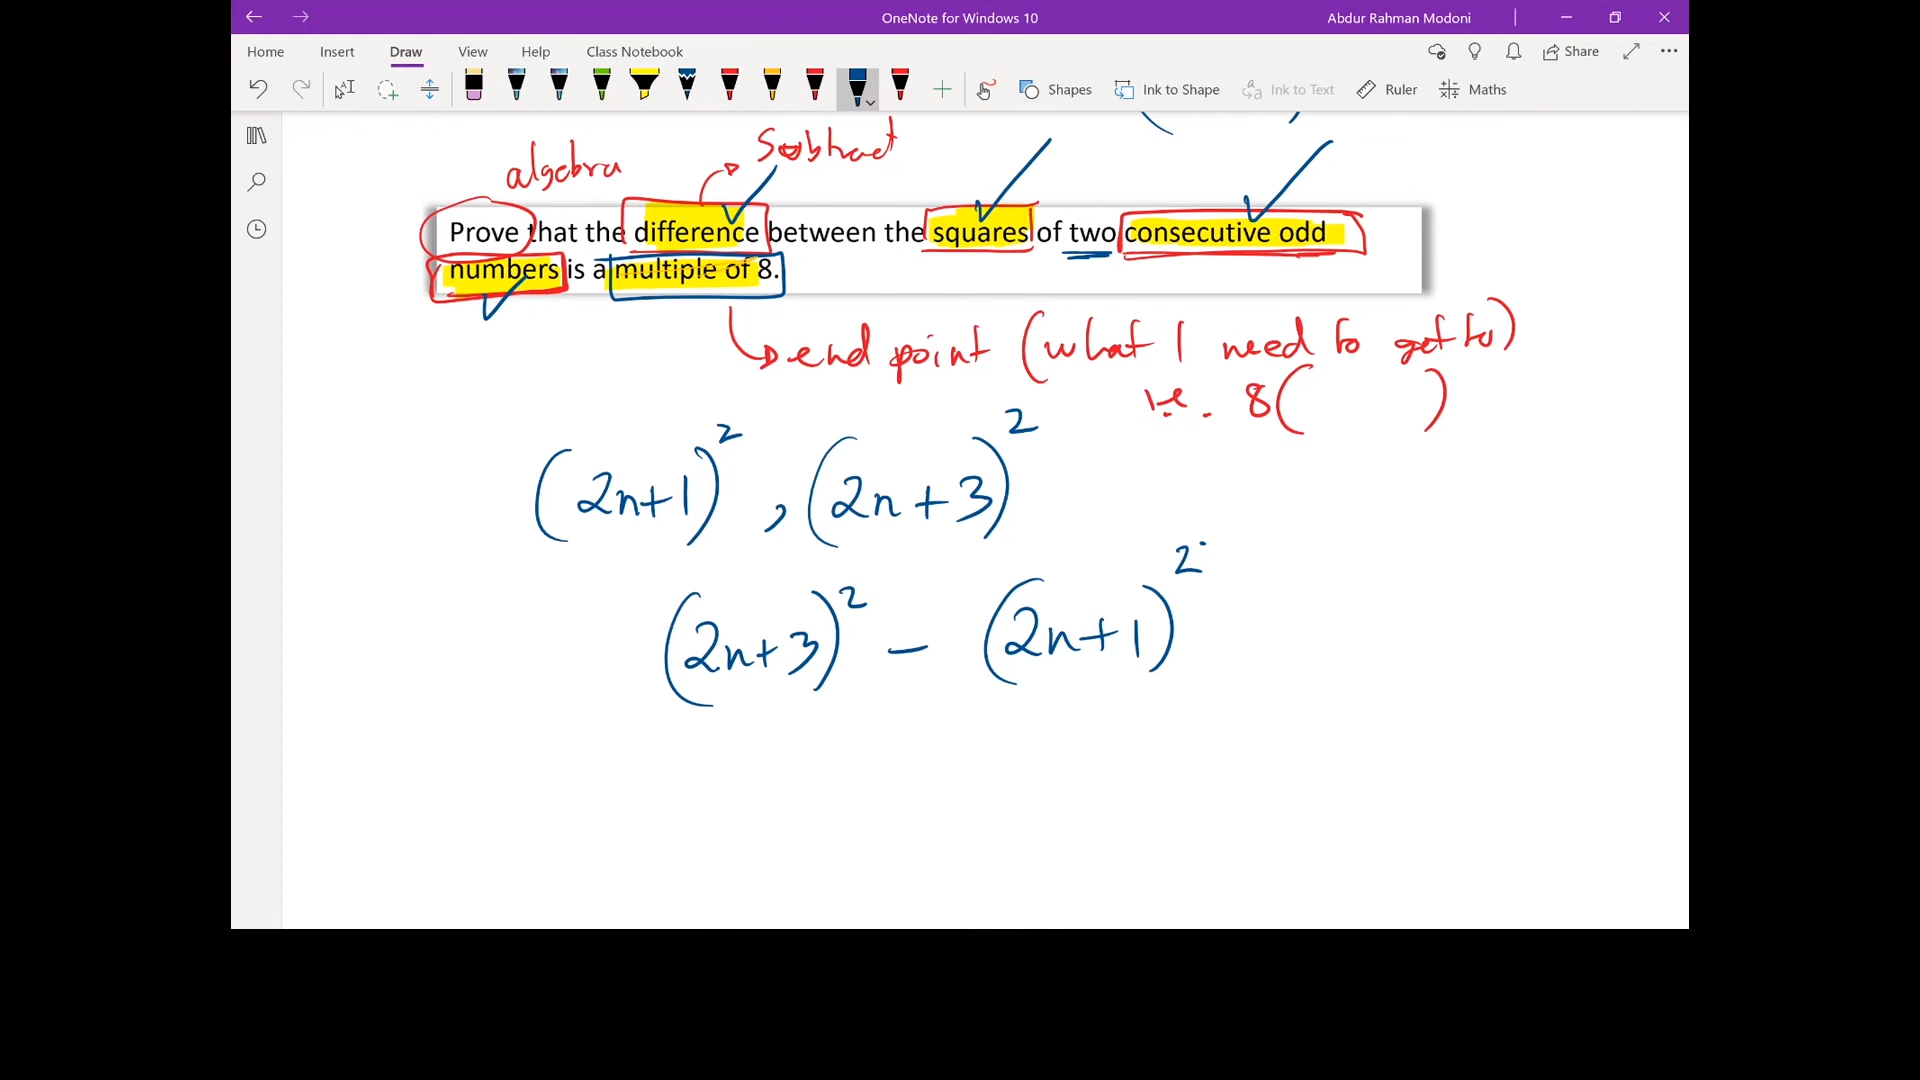 OneNote for Windows 10
Abdur Rahman Modoni
Home Insert Draw View Help Class Notebook
Share
Shapes Ink to Shape Ink to Text Ruler Maths
algebra
Subtract
Prove that the difference between the squares of two consecutive odd
numbers is a multiple of 8.
end point (what I need to get to)
i.e. 8( )
(2n+1)², (2n+3)²
(2n+3)² - (2n+1)²